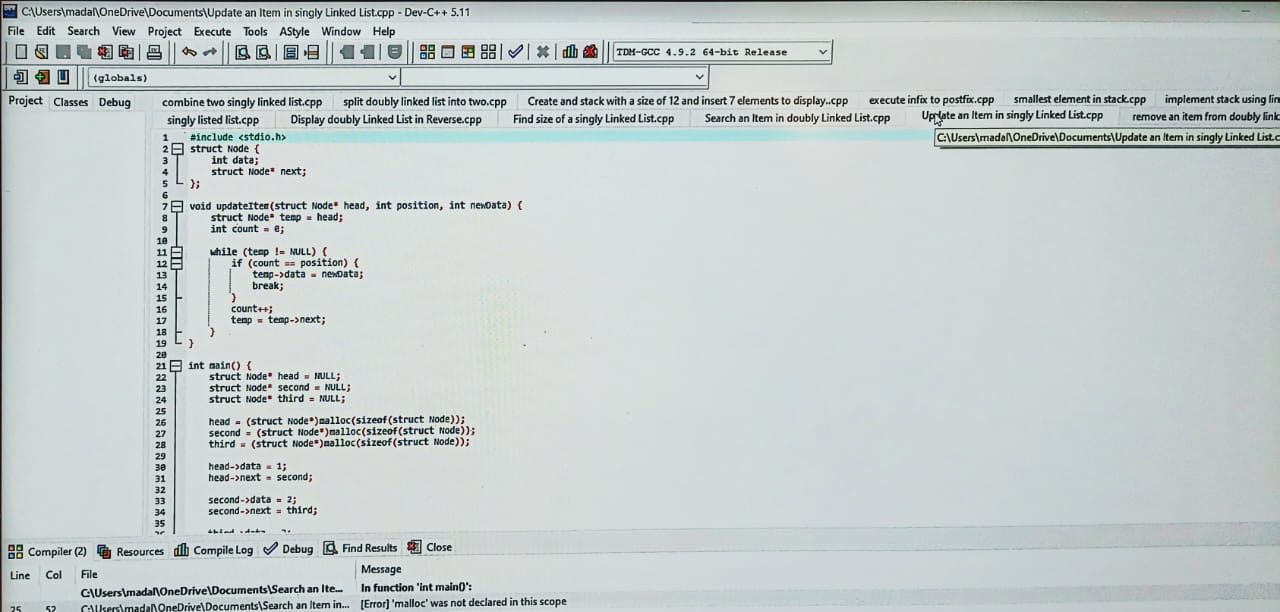 C:\Users\madal\OneDrive\Documents\Update an Item in singly Linked List.cpp - Dev-C++ 5.11
File Edit Search View Project Execute Tools AStyle Window Help
TDM-GCC 4.9.2 64-bit Release
(globals)
Project Classes Debug
combine two singly linked list.cpp split doubly linked list into two.cpp Create and stack with a size of 12 and insert 7 elements to display..cpp execute infix to postfix.cpp smallest element in stack.cpp implement stack using
singly listed list.cpp Display doubly Linked List in Reverse.cpp Find size of a singly Linked List.cpp Search an Item in doubly Linked List.cpp Update an Item in singly Linked List.cpp remove an item from doubly
C:\Users\madal\OneDrive\Documents\Update an Item in singly Linked List.c
1 #include <stdio.h>
2 struct Node {
3 int data;
4 struct Node* next;
5 };
6
7 void updateItem(struct Node* head, int position, int newData) {
8 struct Node* temp = head;
9 int count = 0;
10
11 while (temp != NULL) {
12 if (count == position) {
13 temp->data = newData;
14 break;
15 }
16 count++;
17 temp = temp->next;
18 }
19 }
20
21 int main() {
22 struct Node* head = NULL;
23 struct Node* second = NULL;
24 struct Node* third = NULL;
25
26 head = (struct Node*)malloc(sizeof(struct Node));
27 second = (struct Node*)malloc(sizeof(struct Node));
28 third = (struct Node*)malloc(sizeof(struct Node));
29
30 head->data = 1;
31 head->next = second;
32
33 second->data = 2;
34 second->next = third;
35
Compiler (2) Resources Compile Log Debug Find Results Close
Line Col File Message
C:\Users\madal\OneDrive\Documents\Search an Ite... In function 'int main()':
25 52 C:\Users\madal\OneDrive\Documents\Search an Item in... [Error] 'malloc' was not declared in this scope